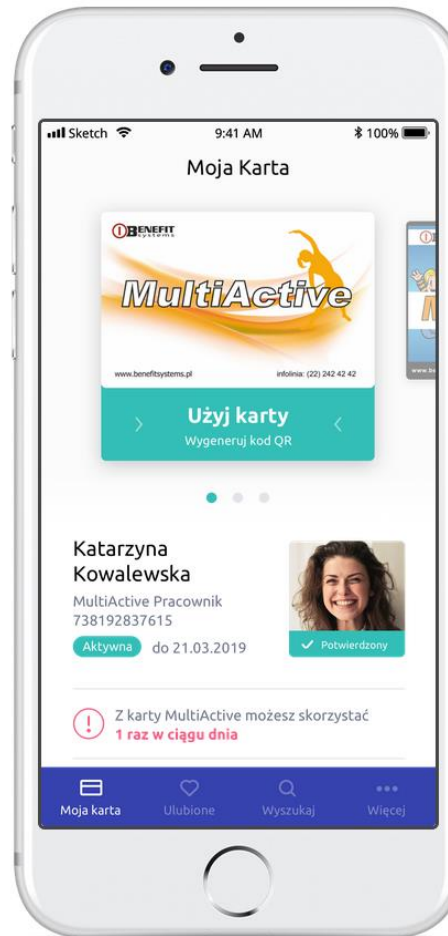 Sketch
9:41 AM
100%
Moja Karta
BENEFIT
systems
MultiActive
www.benefitsystems.pl
infolinia: (22) 242 42 42
Użyj karty
Wygeneruj kod QR
Katarzyna
Kowalewska
MultiActive Pracownik
738192837615
Aktywna do 21.03.2019
Potwierdzony
Z karty MultiActive możesz skorzystać
1 raz w ciągu dnia
Moja karta
Ulubione
Wyszukaj
Więcej